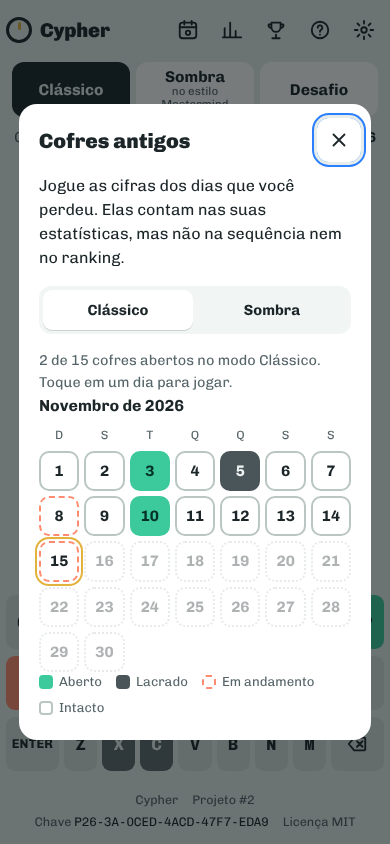 Cypher
Clássico
Sombra
no estilo
Mastermind
Desafio
Cofres antigos
Jogue as cifras dos dias que você
perdeu. Elas contam nas suas
estatísticas, mas não na sequência nem
no ranking.
Clássico Sombra
2 de 15 cofres abertos no modo Clássico.
Toque em um dia para jogar.
Novembro de 2026
D S T Q Q S S
1 2 3 4 5 6 7
8 9 10 11 12 13 14
15 16 17 18 19 20 21
22 23 24 25 26 27 28
29 30
Aberto Lacrado Em andamento
Intacto
ENTER Z X C V B N M
Cypher Projeto #2
Chave P26-3A-0CED-4ACD-47F7-EDA9 Licença MIT